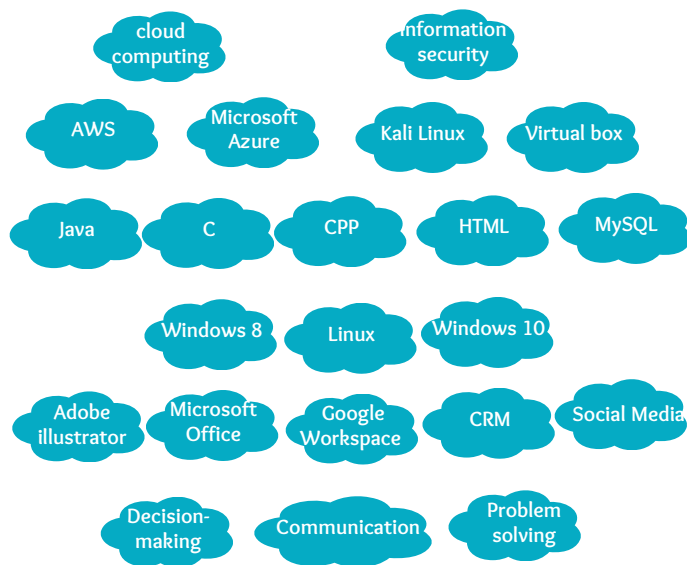 cloud
computing
Information
security
AWS
Microsoft
Azure
Kali Linux
Virtual box
Java
C
CPP
HTML
MySQL
Windows 8
Linux
Windows 10
Adobe
illustrator
Microsoft
Office
Google
Workspace
CRM
Social Media
Decision-
making
Communication
Problem
solving